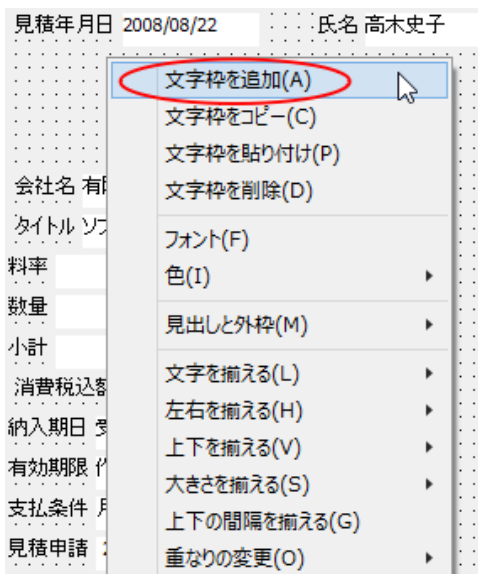 見積年月日 2008/08/22 氏名 高木史子
文字枠を追加(A)
文字枠をコピー(C)
文字枠を貼り付け(P)
文字枠を削除(D)
フォント(F)
色(I)
見出しと外枠(M)
文字を揃える(L)
左右を揃える(H)
上下を揃える(V)
大きさを揃える(S)
上下の間隔を揃える(G)
重なりの変更(O)
会社名
タイトル ソフ
料率
数量
小計
消費税込額
納入期日 受
有効期限
支払条件 月
見積申請 2